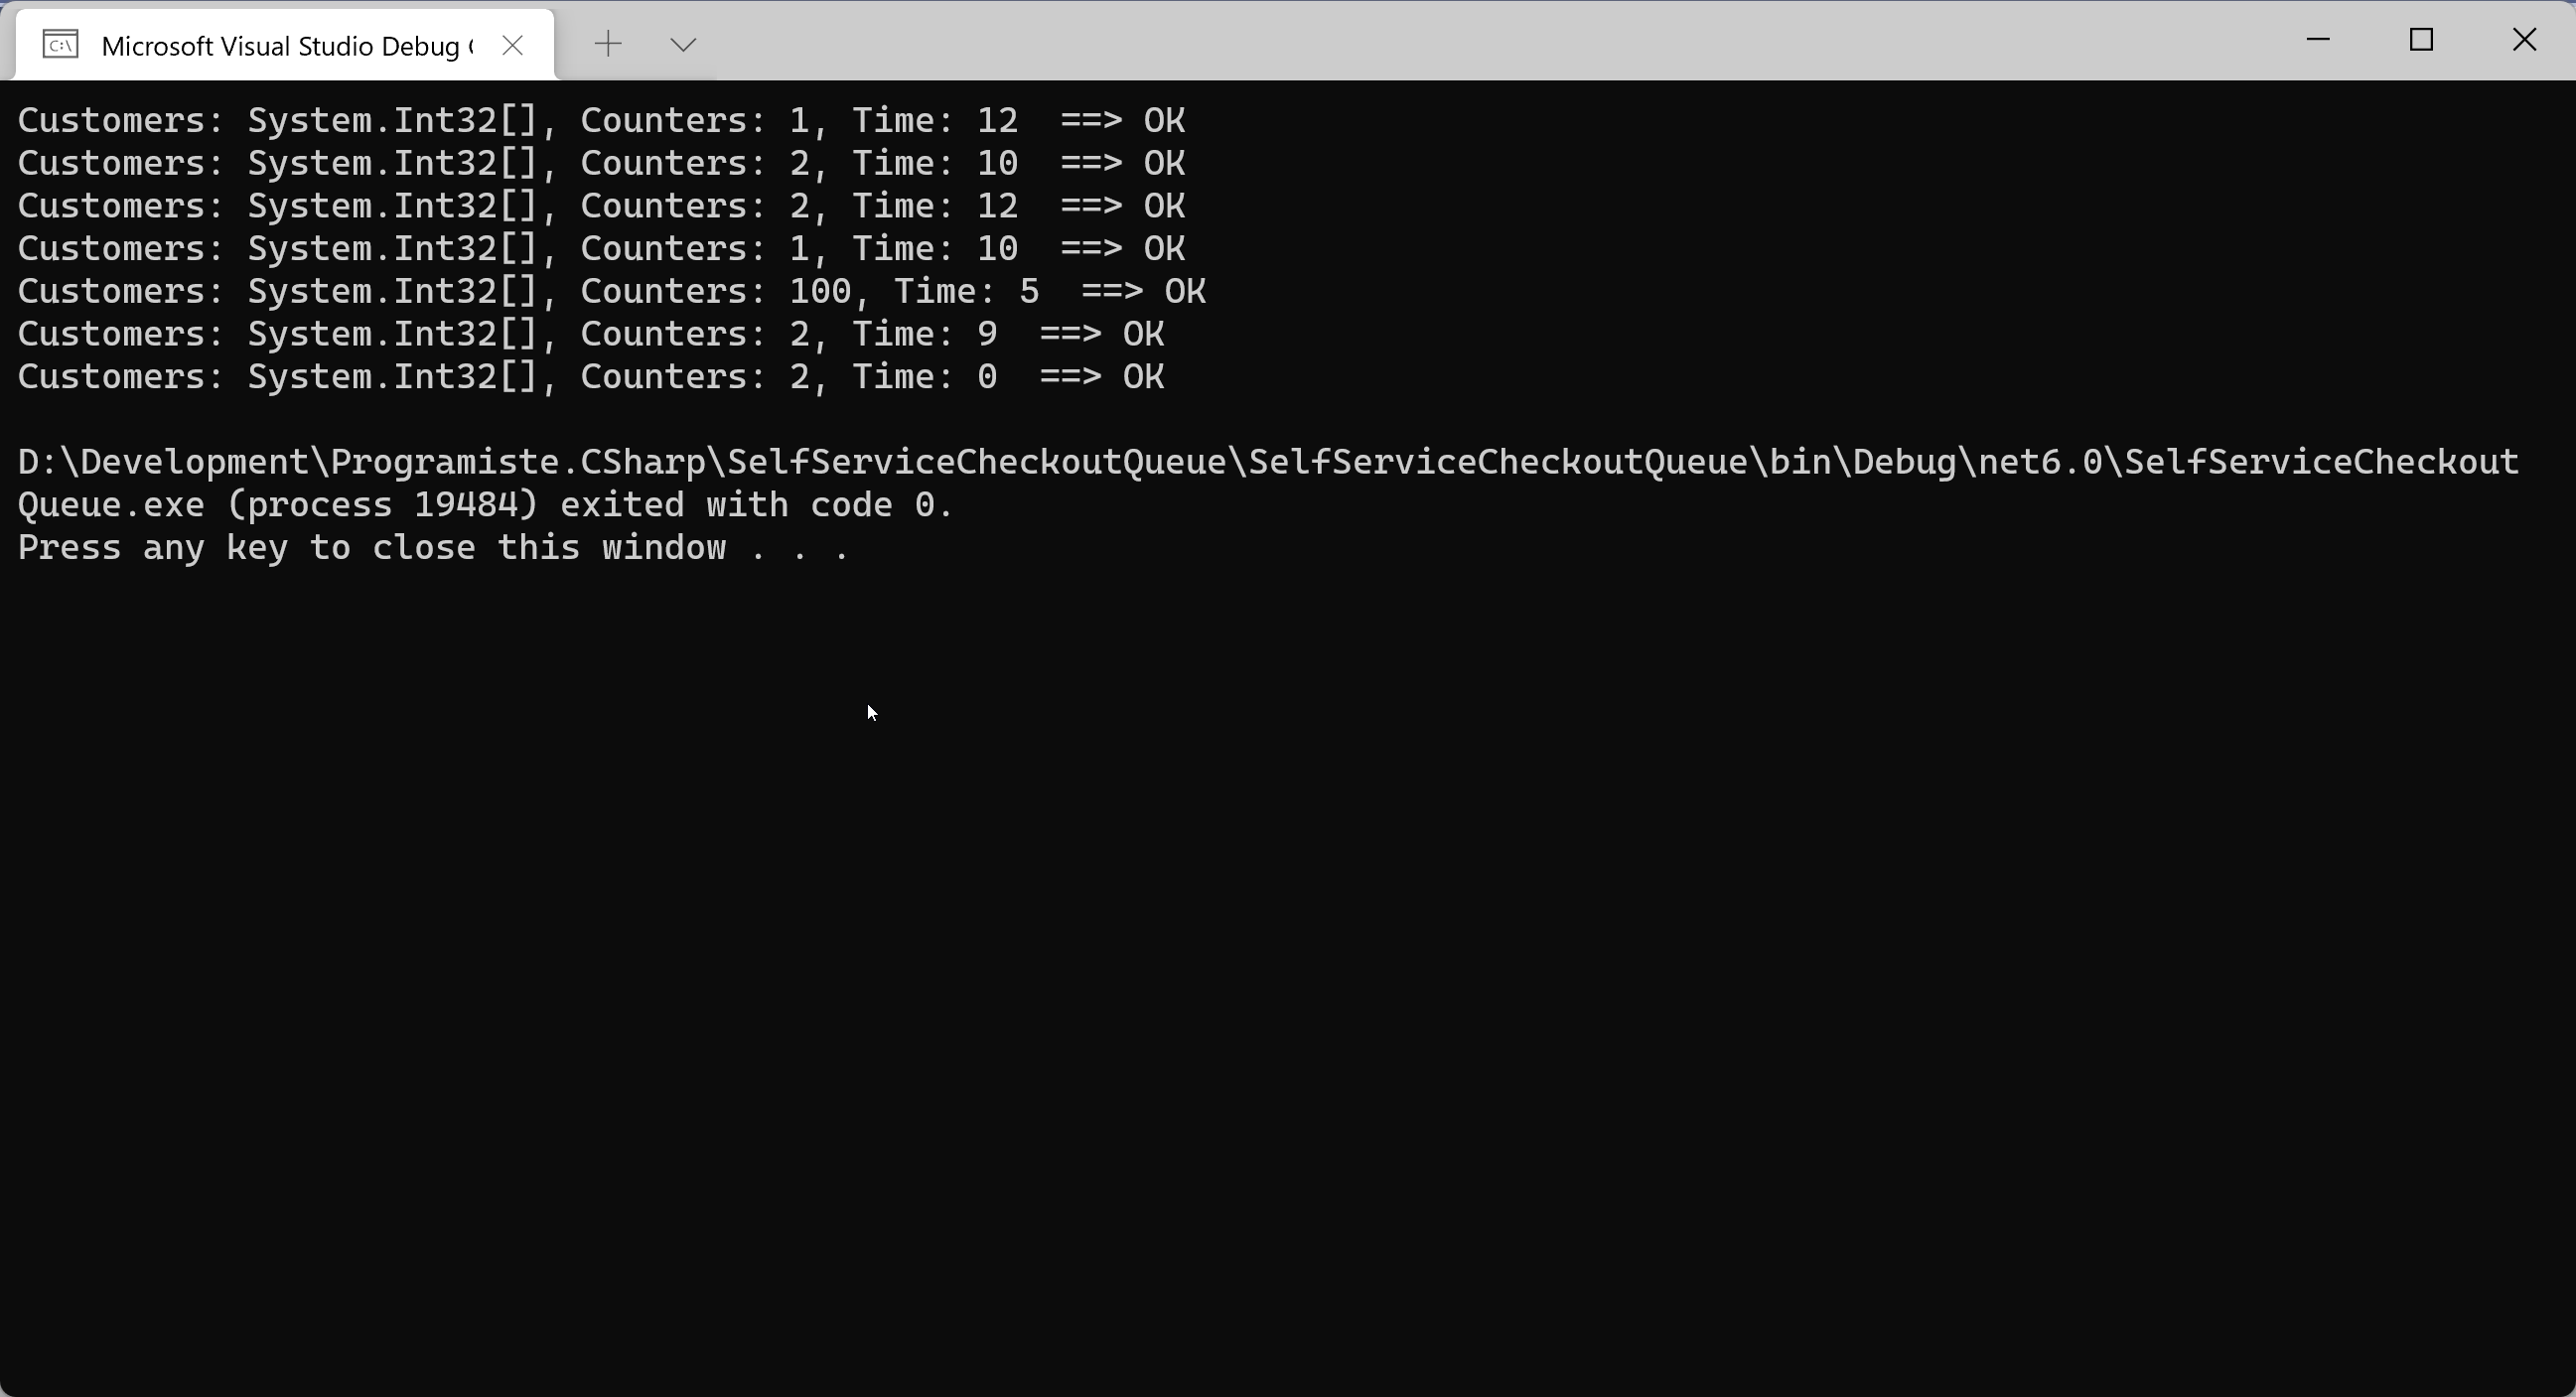 Microsoft Visual Studio Debug
Customers: System.Int32[], Counters: 1, Time: 12  ==> OK
Customers: System.Int32[], Counters: 2, Time: 10  ==> OK
Customers: System.Int32[], Counters: 2, Time: 12  ==> OK
Customers: System.Int32[], Counters: 1, Time: 10  ==> OK
Customers: System.Int32[], Counters: 100, Time: 5  ==> OK
Customers: System.Int32[], Counters: 2, Time: 9  ==> OK
Customers: System.Int32[], Counters: 2, Time: 0  ==> OK
D:\Development\Programiste.CSharp\SelfServiceCheckoutQueue\SelfServiceCheckoutQueue\bin\Debug\net6.0\SelfServiceCheckout
Queue.exe (process 19484) exited with code 0.
Press any key to close this window . . .